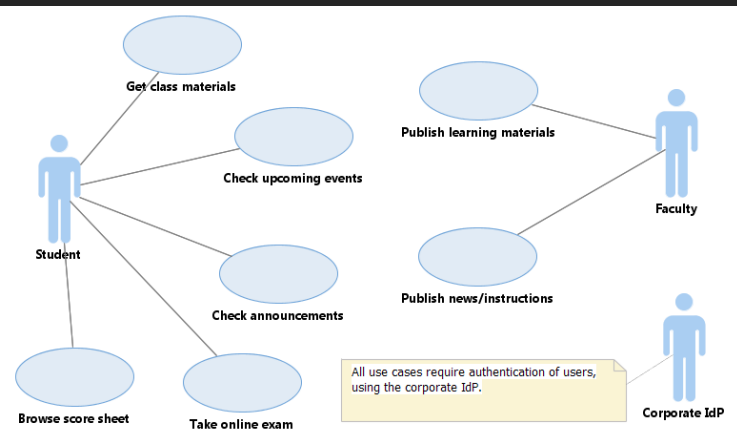 Get class materials
Publish learning materials
Check upcoming events
Faculty
Student
Publish news/instructions
Check announcements
All use cases require authentication of users,
using the corporate IdP.
Corporate IdP
Browse score sheet
Take online exam